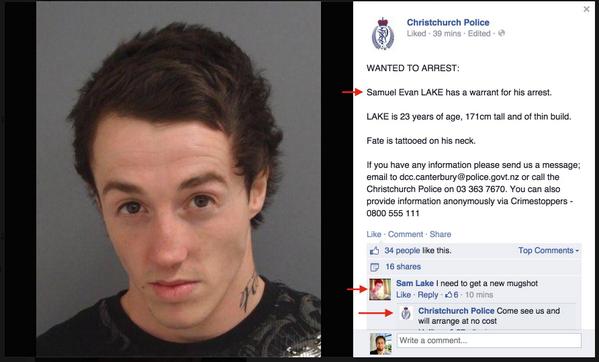 Christchurch Police
Liked · 39 mins · Edited ·
WANTED TO ARREST:
Samuel Evan LAKE has a warrant for his arrest.
LAKE is 23 years of age, 171cm tall and of thin build.
Fate is tattooed on his neck.
If you have any information please send us a message;
email to dcc.canterbury@police.govt.nz or call the
Christchurch Police on 03 363 7670. You can also
provide information anonymously via Crimestoppers -
0800 555 111
Like · Comment · Share
34 people like this.
Top Comments
16 shares
Sam Lake I need to get a new mugshot
Like · Reply · 6 · 10 mins
Christchurch Police Come see us and
will arrange at no cost
Write a comment...